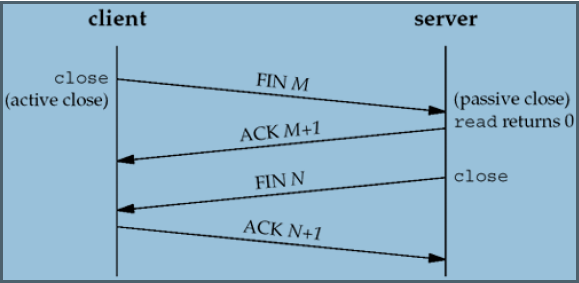 client
server
close
(active close)
FIN M
(passive close)
read returns 0
ACK M+1
FIN N
close
ACK N+1